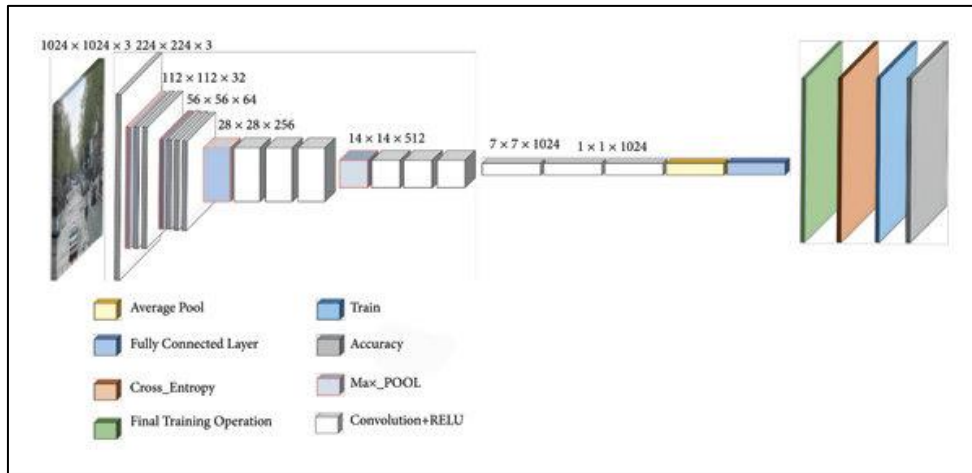 1024 × 1024 × 3 224 × 224 × 3
112 × 112 × 32
56 × 56 × 64
28 × 28 × 256
14 × 14 × 512
7 × 7 × 1024
1 × 1 × 1024
Average Pool
Train
Fully Connected Layer
Accuracy
Cross_Entropy
Max_POOL
Final Training Operation
Convolution+RELU